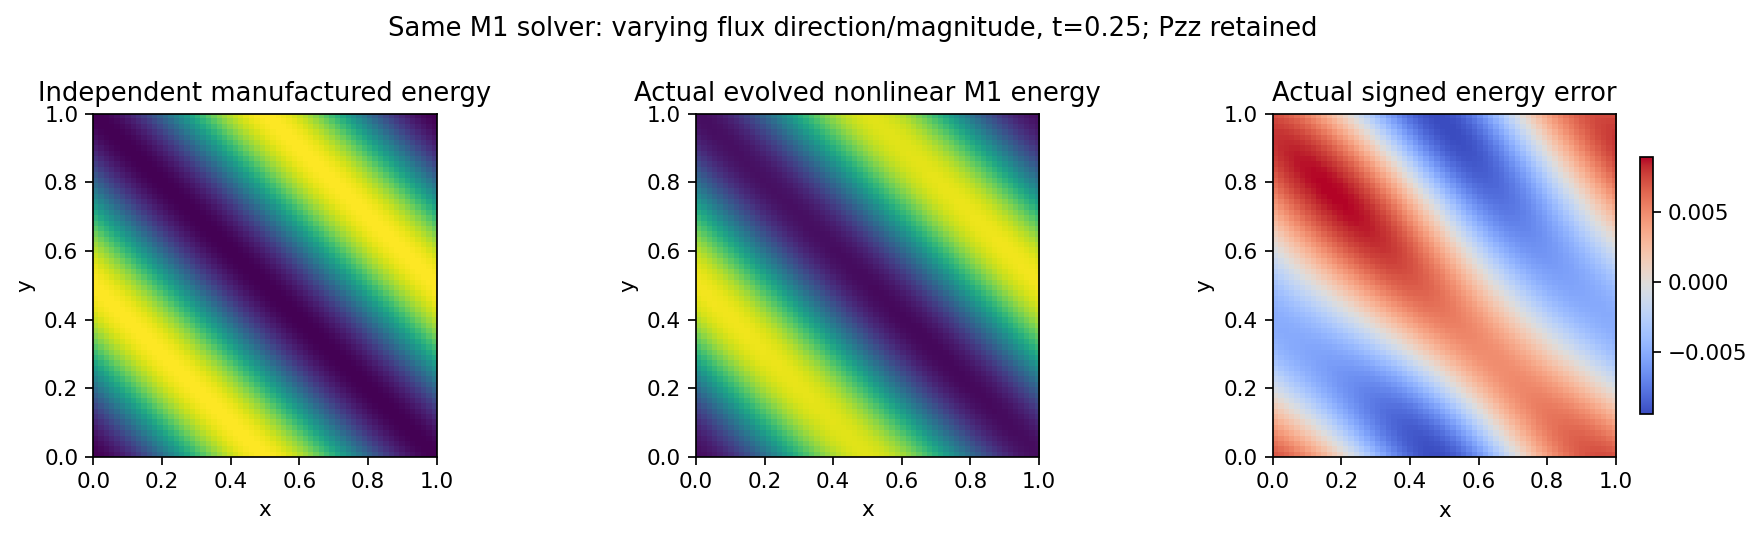 Same M1 solver: varying flux direction/magnitude, t=0.25; Pzz retained
Independent manufactured energy
1.0
0.8
0.6
0.4
0.2
0.0
y
0.0 0.2 0.4 0.6 0.8 1.0
x
Actual evolved nonlinear M1 energy
1.0
0.8
0.6
0.4
0.2
0.0
y
0.0 0.2 0.4 0.6 0.8 1.0
x
Actual signed energy error
1.0
0.8
0.6
0.4
0.2
0.0
y
0.0 0.2 0.4 0.6 0.8 1.0
x
0.005
0.000
−0.005